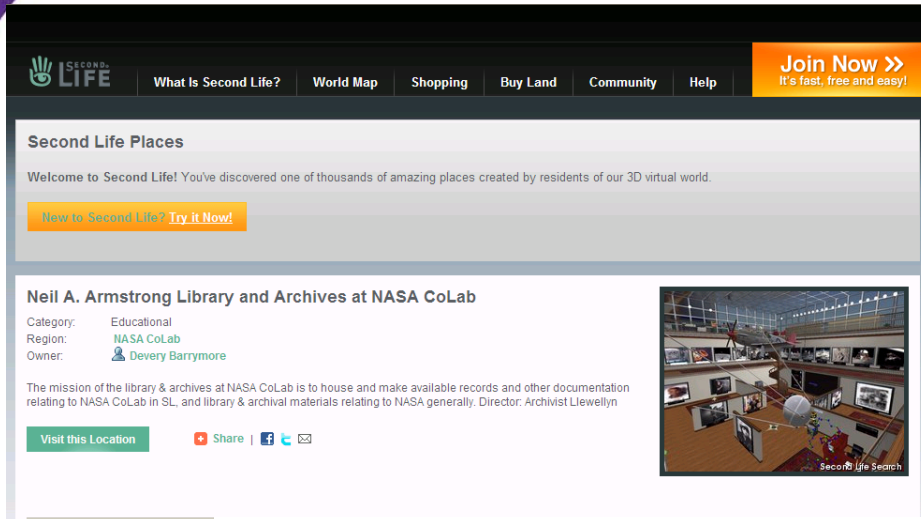 SECOND LIFE
What Is Second Life? World Map Shopping Buy Land Community Help
Join Now >>
It's fast, free and easy!
Second Life Places
Welcome to Second Life! You've discovered one of thousands of amazing places created by residents of our 3D virtual world.
New to Second Life? Try it Now!
Neil A. Armstrong Library and Archives at NASA CoLab
Category: Educational
Region: NASA CoLab
Owner: Devery Barrymore
The mission of the library & archives at NASA CoLab is to house and make available records and other documentation
relating to NASA CoLab in SL, and library & archival materials relating to NASA generally. Director: Archivist Llewellyn
Visit this Location
Share |
Second Life Search